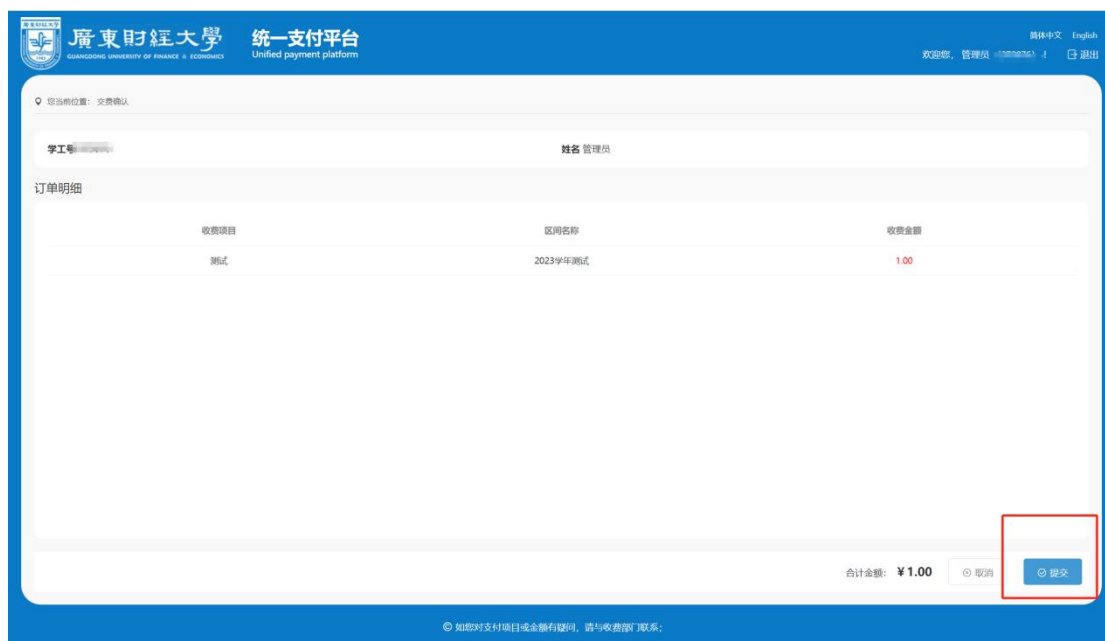 廣東財經大學
GUANGDONG UNIVERSITY OF FINANCE & ECONOMICS
统一支付平台
Unified payment platform
简体中文 English
欢迎您，管理员 ！ 退出
您当前位置： 交费确认
学工号
姓名 管理员
订单明细
收费项目 区间名称 收费金额
测试 2023学年测试 1.00
合计金额: ¥1.00 取消 提交
© 如您对支付项目或金额有疑问，请与收费部门联系；